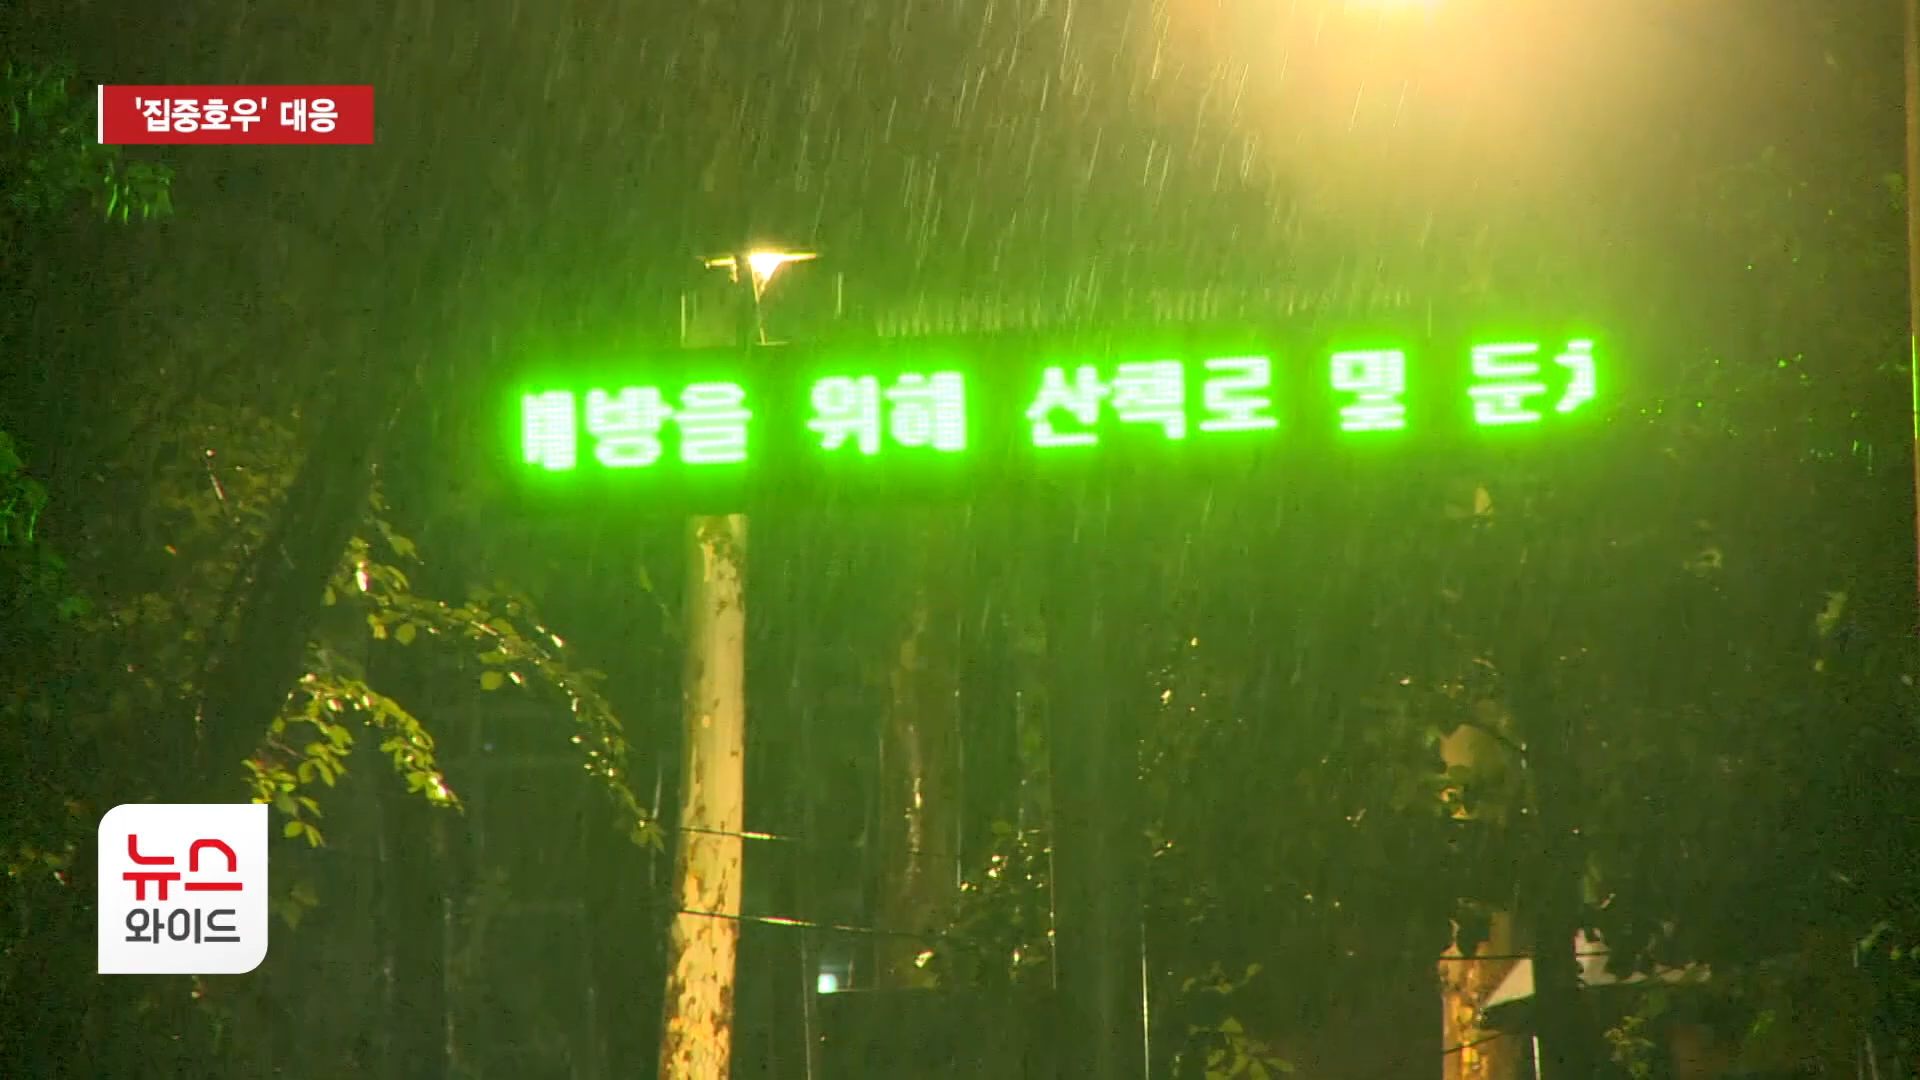 '집중호우' 대응
방을 위해 산책로 및 둔
뉴스
와이드